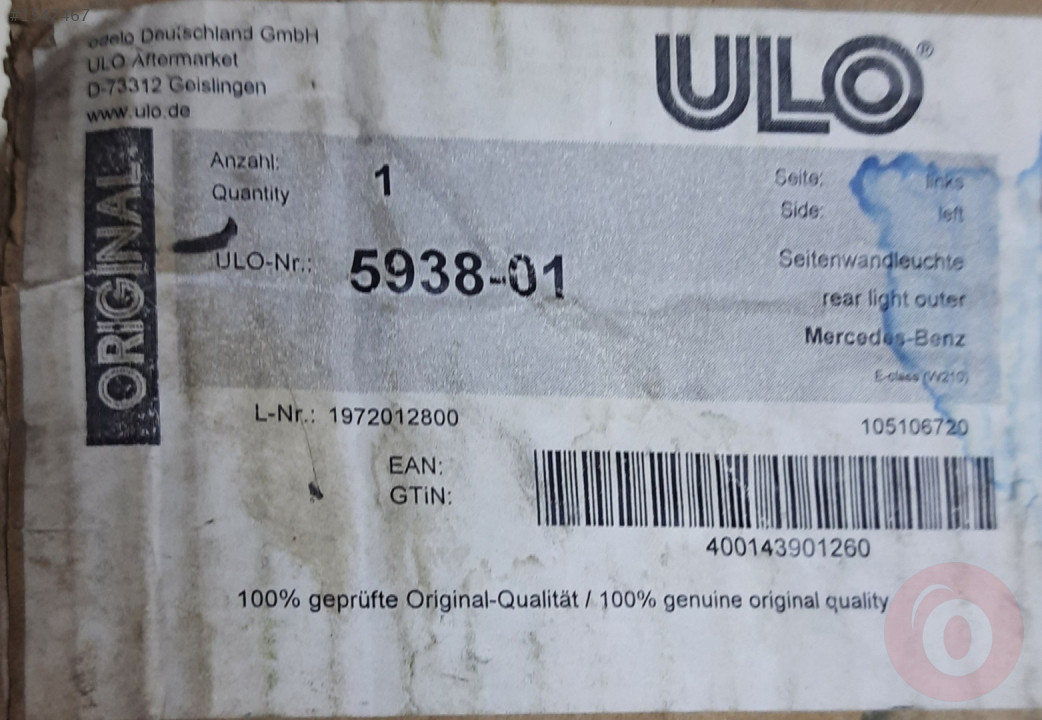 odelo Deutschland GmbH
ULO Aftermarket
D-73312 Geislingen
www.ulo.de
ULO®
ORIGINAL
Anzahl: 1
Quantity
Seite: links
Side: left
ULO-Nr.: 5938-01
Seitenwandleuchte
rear light outer
Mercedes-Benz
E-class (W210)
L-Nr.: 1972012800
105106720
EAN:
GTiN:
400143901260
100% geprüfte Original-Qualität / 100% genuine original quality